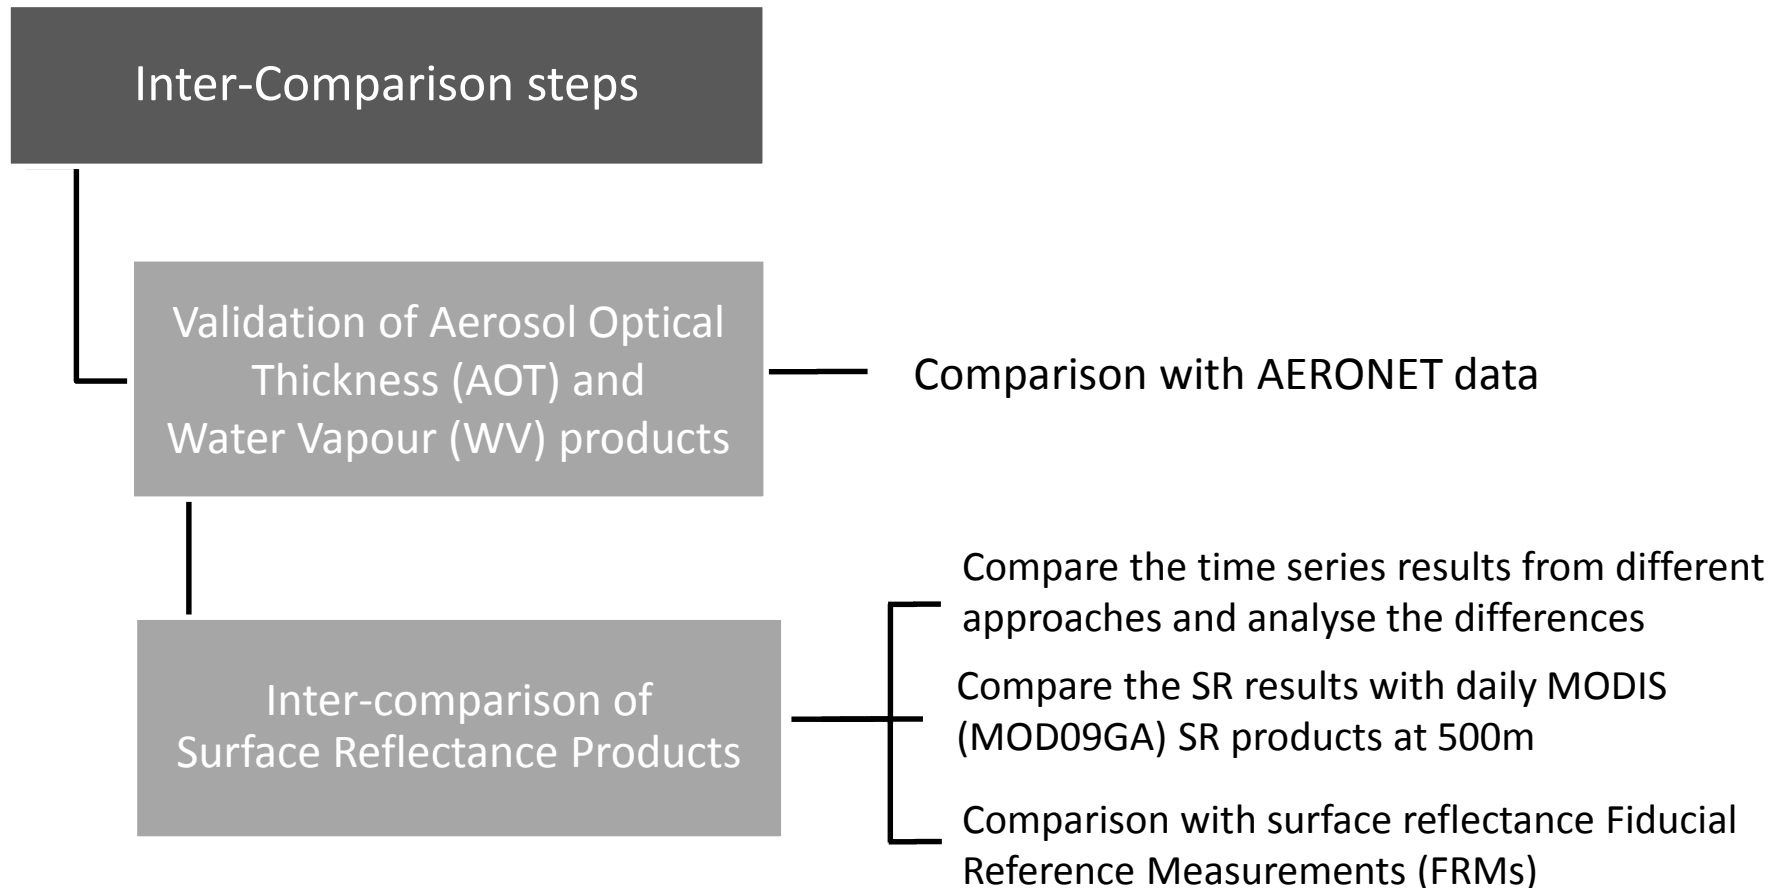 Inter-Comparison steps
Validation of Aerosol Optical
Thickness (AOT) and
Water Vapour (WV) products
Comparison with AERONET data
Inter-comparison of
Surface Reflectance Products
Compare the time series results from different
approaches and analyse the differences
Compare the SR results with daily MODIS
(MOD09GA) SR products at 500m
Comparison with surface reflectance Fiducial
Reference Measurements (FRMs)